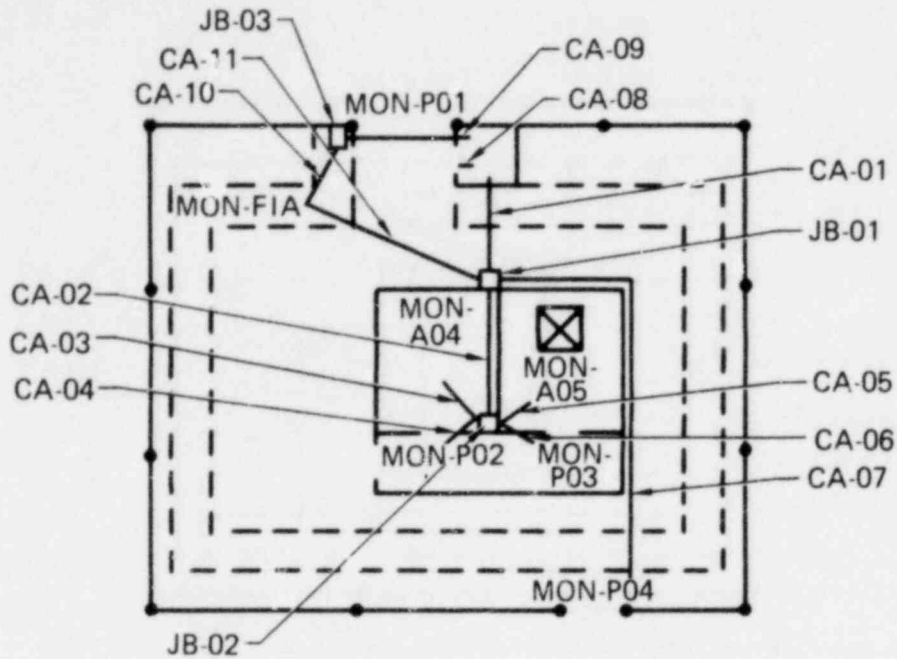 JB-03
CA-11
CA-10
MON-P01
CA-09
CA-08
CA-01
MON-F1A
JB-01
CA-02
MON-
A04
CA-03
MON-
A05
CA-05
CA-04
CA-06
MON-P02
MON-
P03
CA-07
MON-P04
JB-02